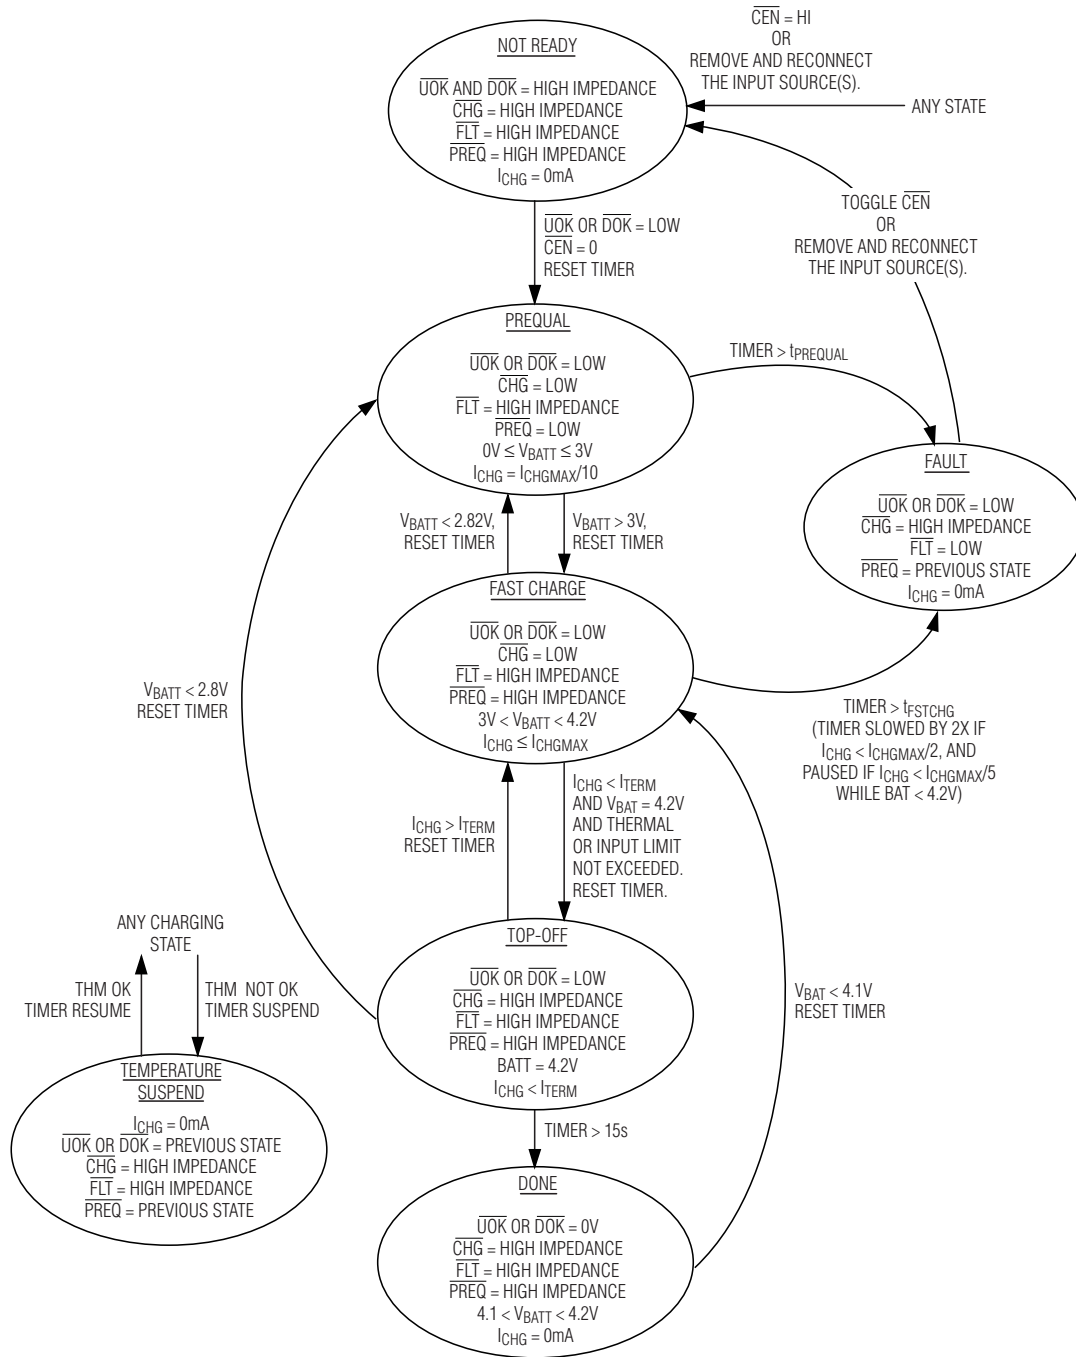 NOT READY
UOK AND DOK = HIGH IMPEDANCE
CHG = HIGH IMPEDANCE
FLT = HIGH IMPEDANCE
PREQ = HIGH IMPEDANCE
ICHG = 0mA
CEN = HI
OR
REMOVE AND RECONNECT
THE INPUT SOURCE(S).
ANY STATE
TOGGLE CEN
OR
REMOVE AND RECONNECT
THE INPUT SOURCE(S).
UOK OR DOK = LOW
CEN = 0
RESET TIMER
PREQUAL
UOK OR DOK = LOW
CHG = LOW
FLT = HIGH IMPEDANCE
PREQ = LOW
0V ≤ VBATT ≤ 3V
ICHG = ICHGMAX/10
TIMER > tPREQUAL
FAULT
UOK OR DOK = LOW
CHG = HIGH IMPEDANCE
FLT = LOW
PREQ = PREVIOUS STATE
ICHG = 0mA
VBATT < 2.82V,
RESET TIMER
VBATT > 3V,
RESET TIMER
FAST CHARGE
UOK OR DOK = LOW
CHG = LOW
FLT = HIGH IMPEDANCE
PREQ = HIGH IMPEDANCE
3V < VBATT < 4.2V
ICHG ≤ ICHGMAX
VBATT < 2.8V
RESET TIMER
TIMER > tFSTCHG
(TIMER SLOWED BY 2X IF
ICHG < ICHGMAX/2, AND
PAUSED IF ICHG < ICHGMAX/5
WHILE BAT < 4.2V)
ICHG > ITERM
RESET TIMER
ICHG < ITERM
AND VBAT = 4.2V
AND THERMAL
OR INPUT LIMIT
NOT EXCEEDED.
RESET TIMER.
TOP-OFF
UOK OR DOK = LOW
CHG = HIGH IMPEDANCE
FLT = HIGH IMPEDANCE
PREQ = HIGH IMPEDANCE
BATT = 4.2V
ICHG < ITERM
VBAT < 4.1V
RESET TIMER
ANY CHARGING
STATE
THM OK
TIMER RESUME
THM NOT OK
TIMER SUSPEND
TEMPERATURE
SUSPEND
ICHG = 0mA
UOK OR DOK = PREVIOUS STATE
CHG = HIGH IMPEDANCE
FLT = HIGH IMPEDANCE
PREQ = PREVIOUS STATE
TIMER > 15s
DONE
UOK OR DOK = 0V
CHG = HIGH IMPEDANCE
FLT = HIGH IMPEDANCE
PREQ = HIGH IMPEDANCE
4.1 < VBATT < 4.2V
ICHG = 0mA